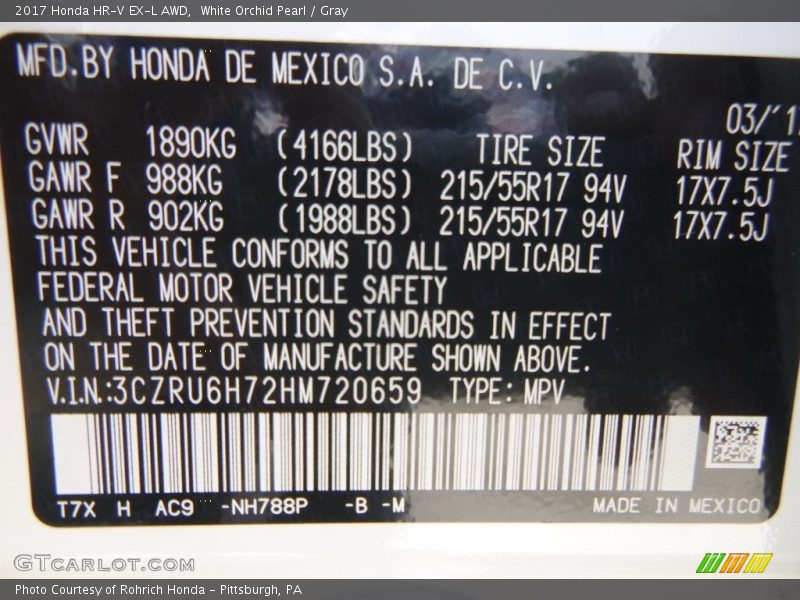 2017 Honda HR-V EX-L AWD, White Orchid Pearl / Gray
MFD.BY HONDA DE MEXICO S.A. DE C.V.
03/'1
GVWR 1890KG (4166LBS) TIRE SIZE RIM SIZE
GAWR F 988KG (2178LBS) 215/55R17 94V 17X7.5J
GAWR R 902KG (1988LBS) 215/55R17 94V 17X7.5J
THIS VEHICLE CONFORMS TO ALL APPLICABLE
FEDERAL MOTOR VEHICLE SAFETY
AND THEFT PREVENTION STANDARDS IN EFFECT
ON THE DATE OF MANUFACTURE SHOWN ABOVE.
V.I.N.:3CZRU6H72HM720659 TYPE: MPV
T7X H AC9 -NH788P -B -M MADE IN MEXICO
GTcarlot.com
Photo Courtesy of Rohrich Honda - Pittsburgh, PA